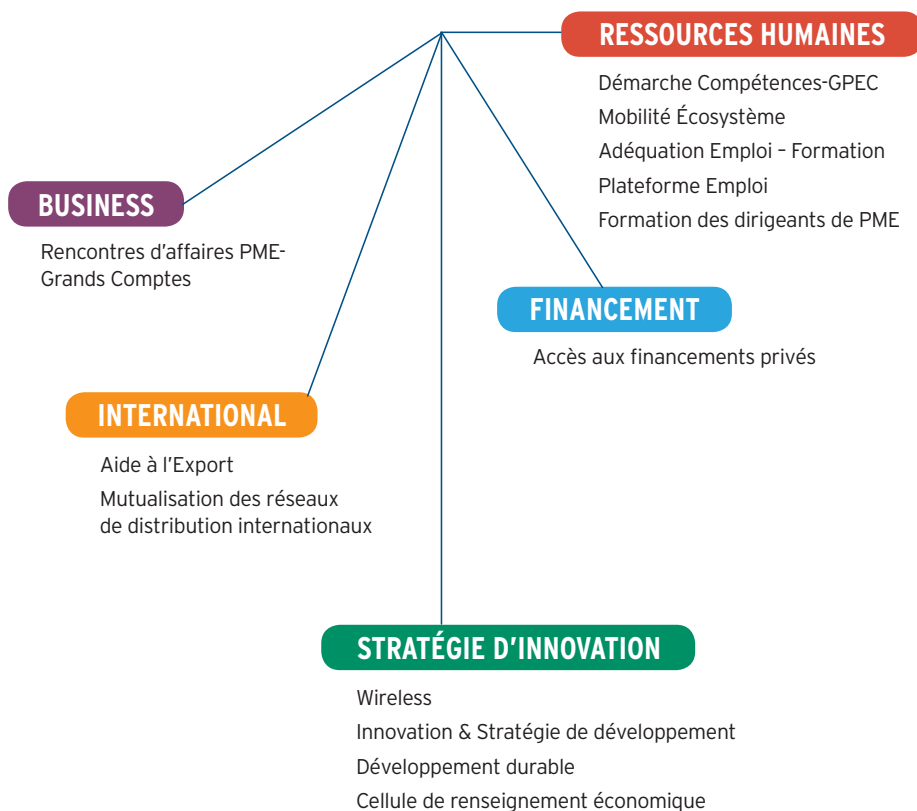 RESSOURCES HUMAINES
Démarche Compétences-GPEC
Mobilité Écosystème
Adéquation Emploi – Formation
Plateforme Emploi
Formation des dirigeants de PME
BUSINESS
Rencontres d'affaires PME-
Grands Comptes
FINANCEMENT
Accès aux financements privés
INTERNATIONAL
Aide à l'Export
Mutualisation des réseaux
de distribution internationaux
STRATÉGIE D'INNOVATION
Wireless
Innovation & Stratégie de développement
Développement durable
Cellule de renseignement économique